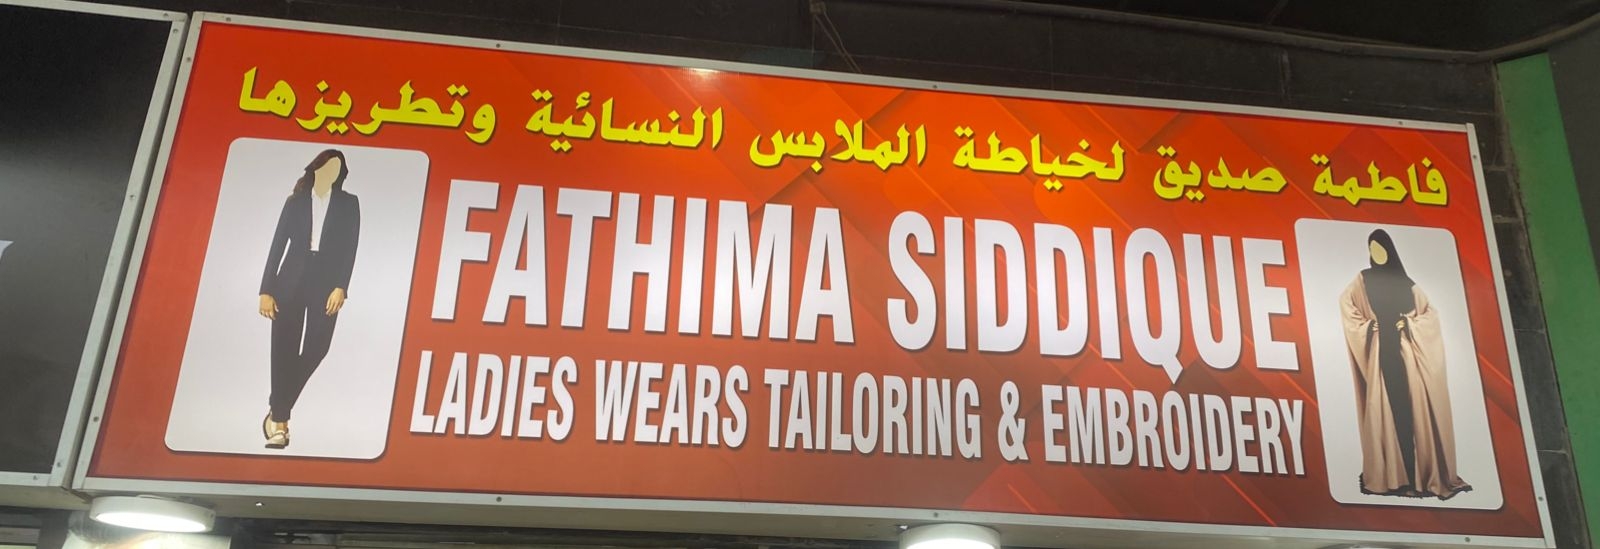 فاطمة صديق لخياطة الملابس النسائية وتطريزها
FATHIMA SIDDIQUE
LADIES WEARS TAILORING & EMBROIDERY